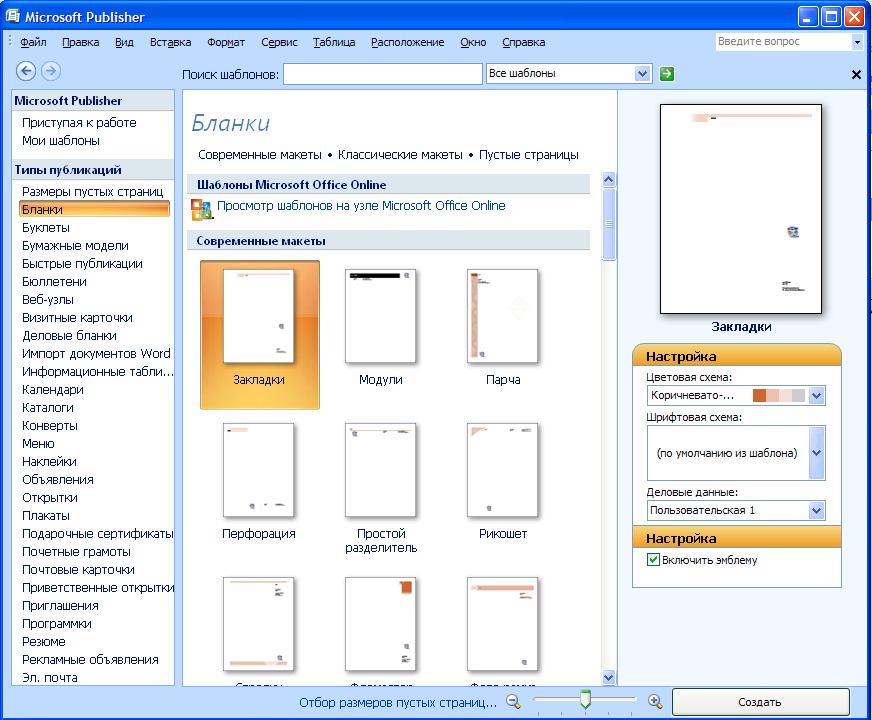 Microsoft Publisher
Файл Правка Вид Вставка Формат Сервис Таблица Расположение Окно Справка Введите вопрос
Поиск шаблонов: Все шаблоны
Microsoft Publisher
Приступая к работе
Мои шаблоны
Типы публикаций
Размеры пустых страниц
Бланки
Буклеты
Бумажные модели
Быстрые публикации
Бюллетени
Веб-узлы
Визитные карточки
Деловые бланки
Импорт документов Word
Информационные табли...
Календари
Каталоги
Конверты
Меню
Наклейки
Объявления
Открытки
Плакаты
Подарочные сертификаты
Почетные грамоты
Почтовые карточки
Приветственные открытки
Приглашения
Программки
Резюме
Рекламные объявления
Эл. почта
Бланки
Современные макеты • Классические макеты • Пустые страницы
Шаблоны Microsoft Office Online
Просмотр шаблонов на узле Microsoft Office Online
Современные макеты
Закладки Модули Парча
Перфорация Простой разделитель Рикошет
Закладки
Настройка
Цветовая схема:
Коричневато-...
Шрифтовая схема:
(по умолчанию из шаблона)
Деловые данные:
Пользовательская 1
Настройка
Включить эмблему
Отбор размеров пустых страниц...
Создать